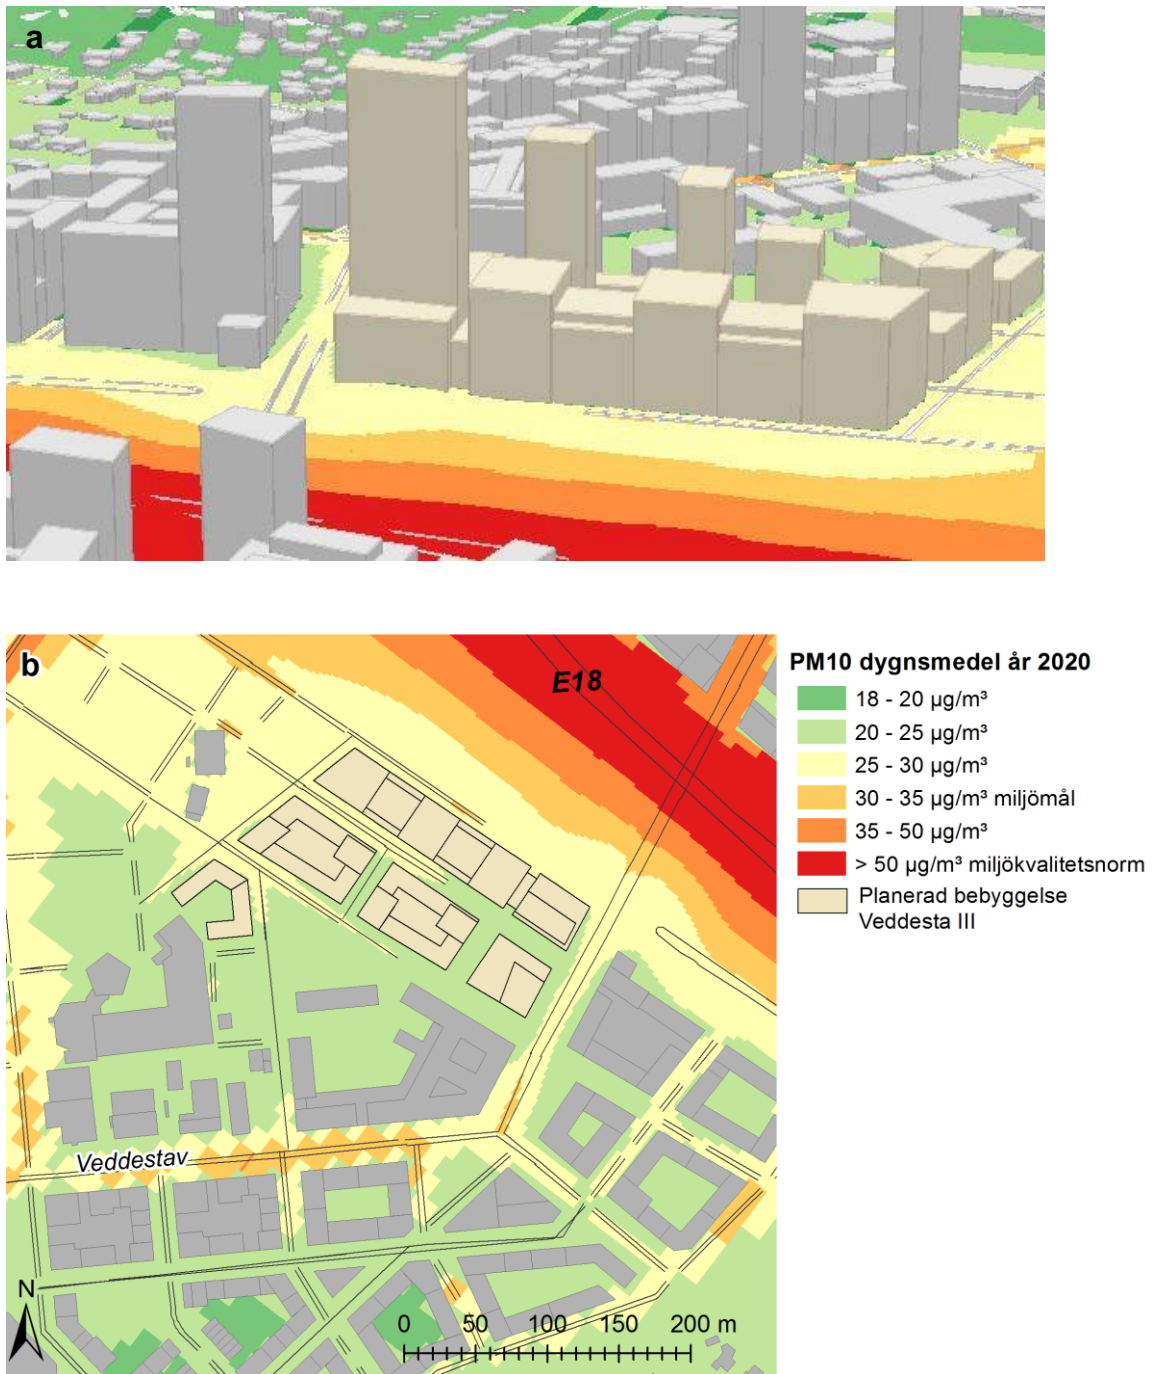 a
b
E18
PM10 dygnsmedel år 2020
18 - 20 µg/m³
20 - 25 µg/m³
25 - 30 µg/m³
30 - 35 µg/m³ miljömål
35 - 50 µg/m³
> 50 µg/m³ miljökvalitetsnorm
Planerad bebyggelse
Veddesta III
Veddestav
N
0 50 100 150 200 m